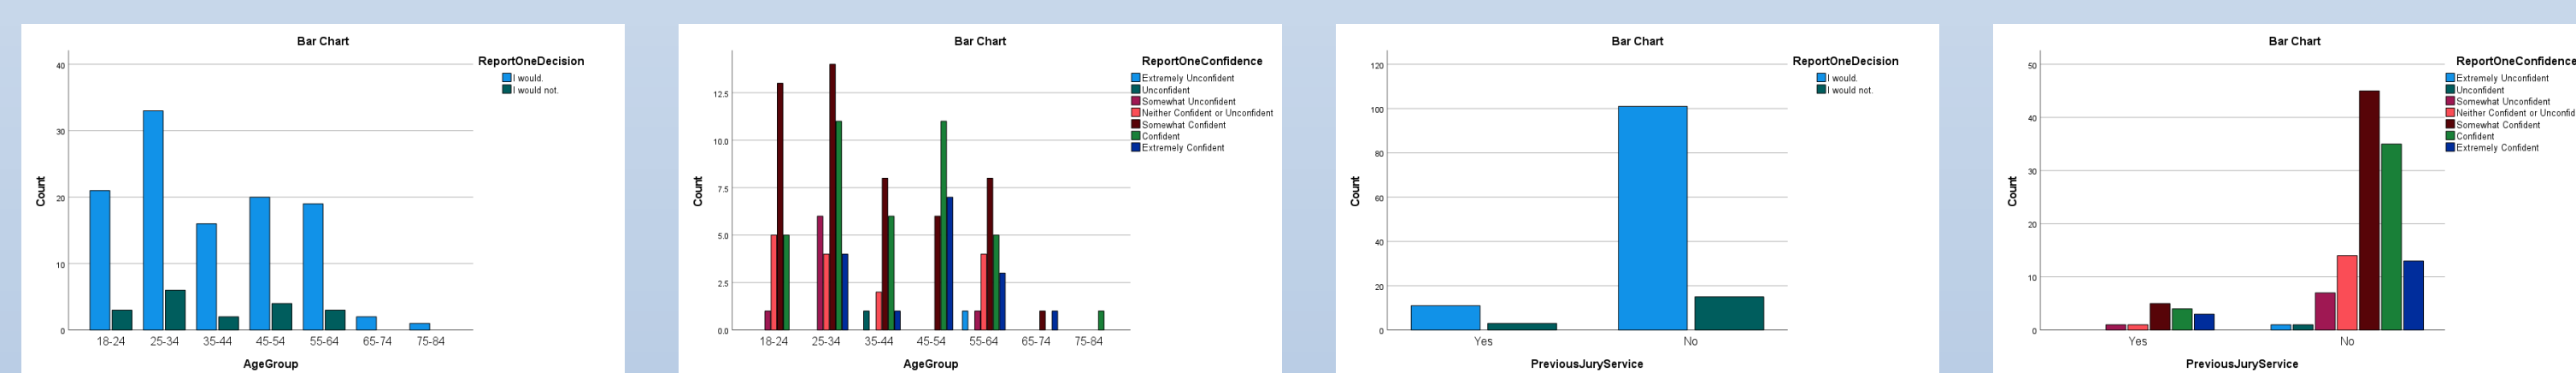 Bar Chart
ReportOneDecision
I would.
I would not.
40
30
20
10
0
Count
18-24 25-34 35-44 45-54 55-64 65-74 75-84
AgeGroup
Bar Chart
ReportOneConfidence
Extremely Unconfident
Unconfident
Somewhat Unconfident
Neither Confident or Unconfident
Somewhat Confident
Confident
Extremely Confident
12.5
10.0
7.5
5.0
2.5
0.0
Count
18-24 25-34 35-44 45-54 55-64 65-74 75-84
AgeGroup
Bar Chart
ReportOneDecision
I would.
I would not.
120
100
80
60
40
20
0
Count
Yes No
PreviousJuryService
Bar Chart
ReportOneConfidence
Extremely Unconfident
Unconfident
Somewhat Unconfident
Neither Confident or Unconfid
Somewhat Confident
Confident
Extremely Confident
50
40
30
20
10
0
Count
Yes No
PreviousJuryService